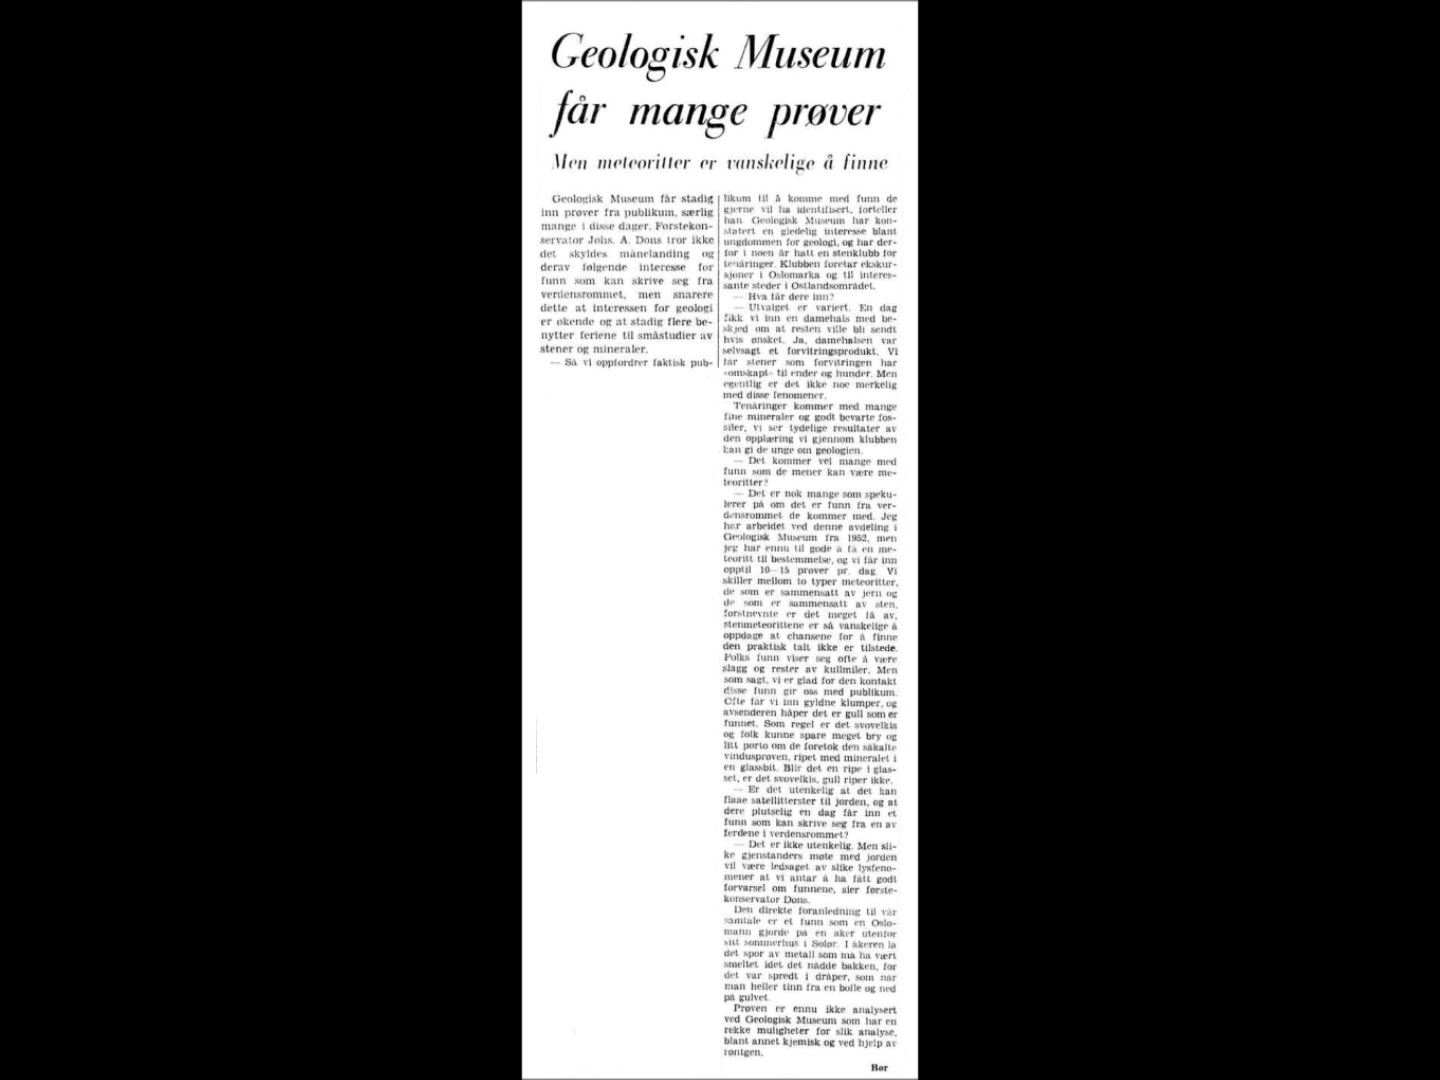 Geologisk Museum
får mange prøver
Men meteoritter er vanskelige å finne
Geologisk Museum får stadig
inn prøver fra publikum, særlig
mange i disse dager. Førstekon-
servator Johs. A. Dons tror ikke
det skyldes månelanding og
derav følgende interesse for
funn som kan skrive seg fra
verdensrommet, men snarere
dette at interessen for geologi
er økende og at stadig flere be-
nytter feriene til småstudier av
stener og mineraler.
— Så vi oppfordrer faktisk pub-
likum til å komme med funn de
gjerne vil ha identifisert, forteller
han. Geologisk Museum har kon-
statert en gledelig interesse blant
ungdommen for geologi, og har der-
for i noen år hatt en stenklubb for
tenåringer. Klubben foretar ekskur-
sjoner i Oslomarka og til interes-
sante steder i Østlandsområdet.
— Hva får dere inn?
— Utvalget er variert. En dag
fikk vi inn en damehals med be-
skjed om at resten ville bli sendt
hvis ønsket. Ja, damehalsen var
selvsagt et forvitringsprodukt. Vi
får stener som forvitringen har
«omskapt» til ender og hunder. Men
egentlig er det ikke noe merkelig
med disse fenomener.
Tenåringer kommer med mange
fine mineraler og godt bevarte fos-
siler, vi ser tydelige resultater av
den opplæring vi gjennom klubben
kan gi de unge om geologien.
— Det kommer vel mange med
funn som de mener kan være me-
teoritter?
— Det er nok mange som speku-
lerer på om det er funn fra ver-
densrommet de kommer med. Jeg
har arbeidet ved denne avdeling i
Geologisk Museum fra 1952, men
jeg har ennu til gode å få en me-
teoritt til bestemmelse, og vi får inn
opptil 10—15 prøver pr. dag. Vi
skiller mellom to typer meteoritter,
de som er sammensatt av jern og
de som er sammensatt av sten,
førstnevnte er det meget få av,
stenmeteorittene er så vanskelige å
oppdage at chansene for å finne
den praktisk talt ikke er tilstede.
Folks funn viser seg ofte å være
slagg og rester av kullmiler. Men
som sagt, vi er glad for den kontakt
disse funn gir oss med publikum.
Ofte får vi inn gyldne klumper, og
avsenderen håper det er gull som er
funnet. Som regel er det svovelkis
og folk kunne spare meget bry og
litt porto om de foretok den såkalte
vindusprøven, ripet med mineralet i
en glassbit. Blir det en ripe i glas-
set, er det svovelkis, gull riper ikke.
— Er det utenkelig at det kan
flaae satellitterster til jorden, og at
dere plutselig en dag får inn et
funn som kan skrive seg fra en av
ferdene i verdensrommet?
— Det er ikke utenkelig. Men sli-
ke gjenstanders møte med jorden
vil være ledsaget av slike lysfeno-
mener at vi antar å ha fått godt
forvarsel om funnene, sier første-
konservator Dons.
Den direkte foranledning til vår
samtale er et funn som en Oslo-
mann gjorde på en åker utenfor
sitt sommerhus i Solør. I åkeren lå
det spor av metall som må ha vært
smeltet idet det nådde bakken, for
det var spredt i dråper, som når
man heller tinn fra en bolle og ned
på gulvet.
Prøven er ennu ikke analysert
ved Geologisk Museum som har en
rekke muligheter for slik analyse,
blant annet kjemisk og ved hjelp av
røntgen.
Bør